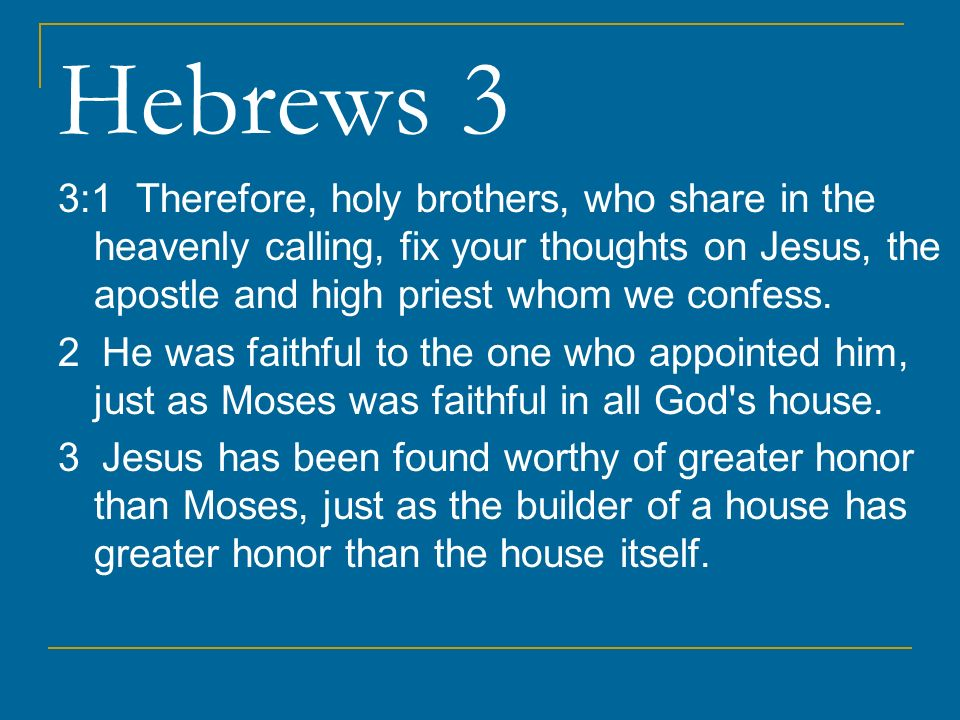 Hebrews 3
3:1  Therefore, holy brothers, who share in the
heavenly calling, fix your thoughts on Jesus, the
apostle and high priest whom we confess.
2  He was faithful to the one who appointed him,
just as Moses was faithful in all God's house.
3  Jesus has been found worthy of greater honor
than Moses, just as the builder of a house has
greater honor than the house itself.